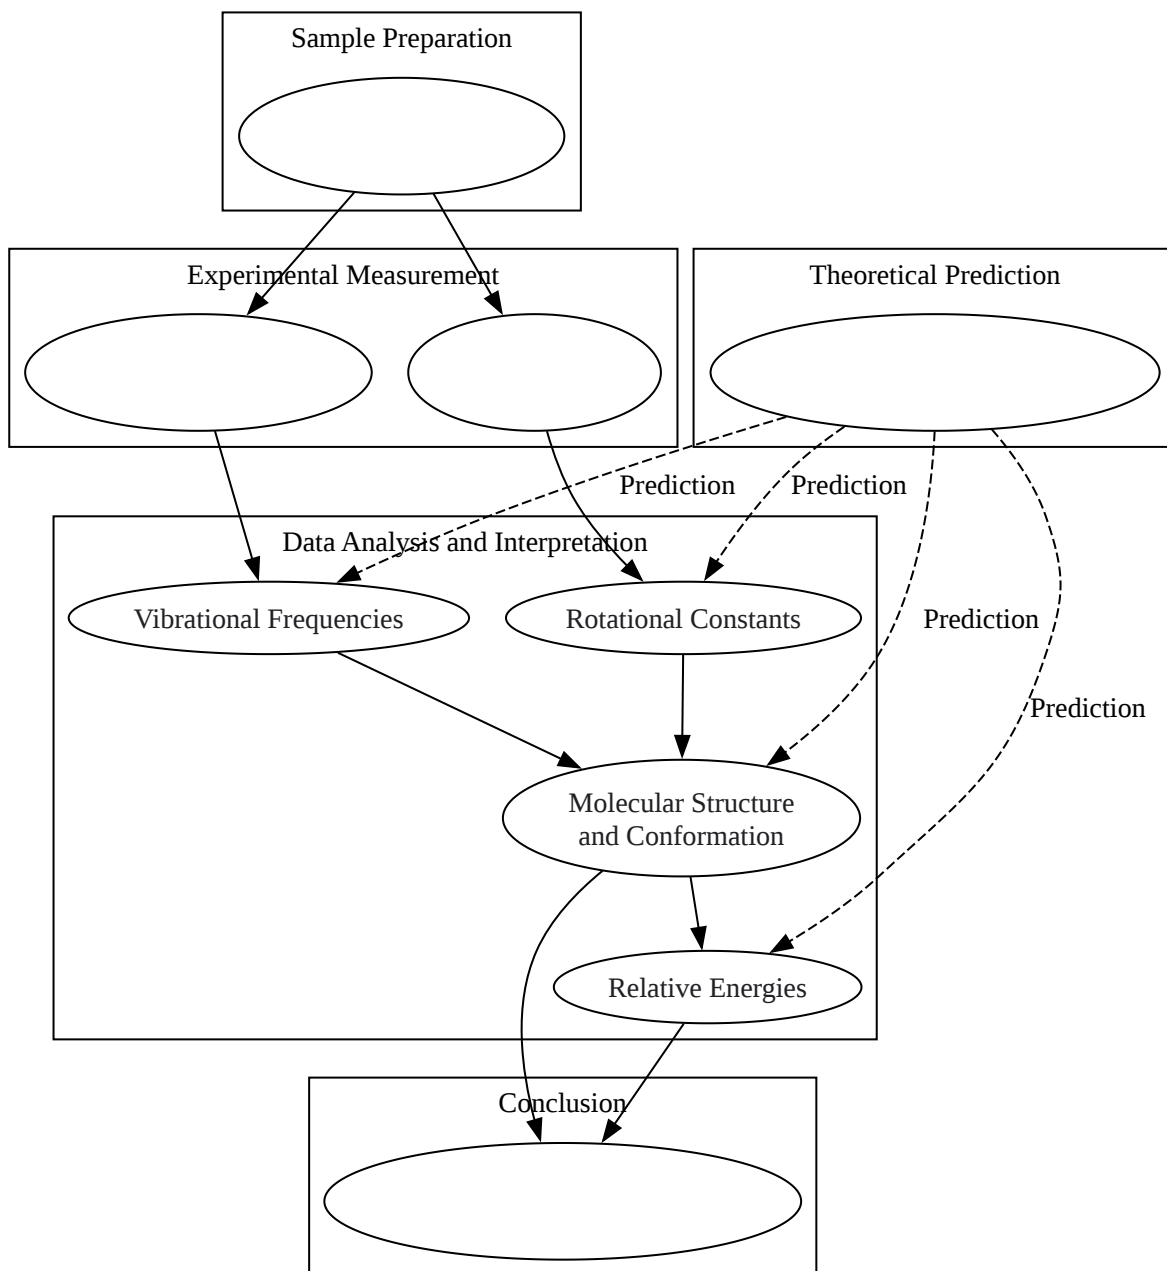 Sample Preparation
Experimental Measurement
Theoretical Prediction
Prediction
Prediction
Data Analysis and Interpretation
Vibrational Frequencies
Rotational Constants
Prediction
Prediction
Molecular Structure
and Conformation
Relative Energies
Conclusion